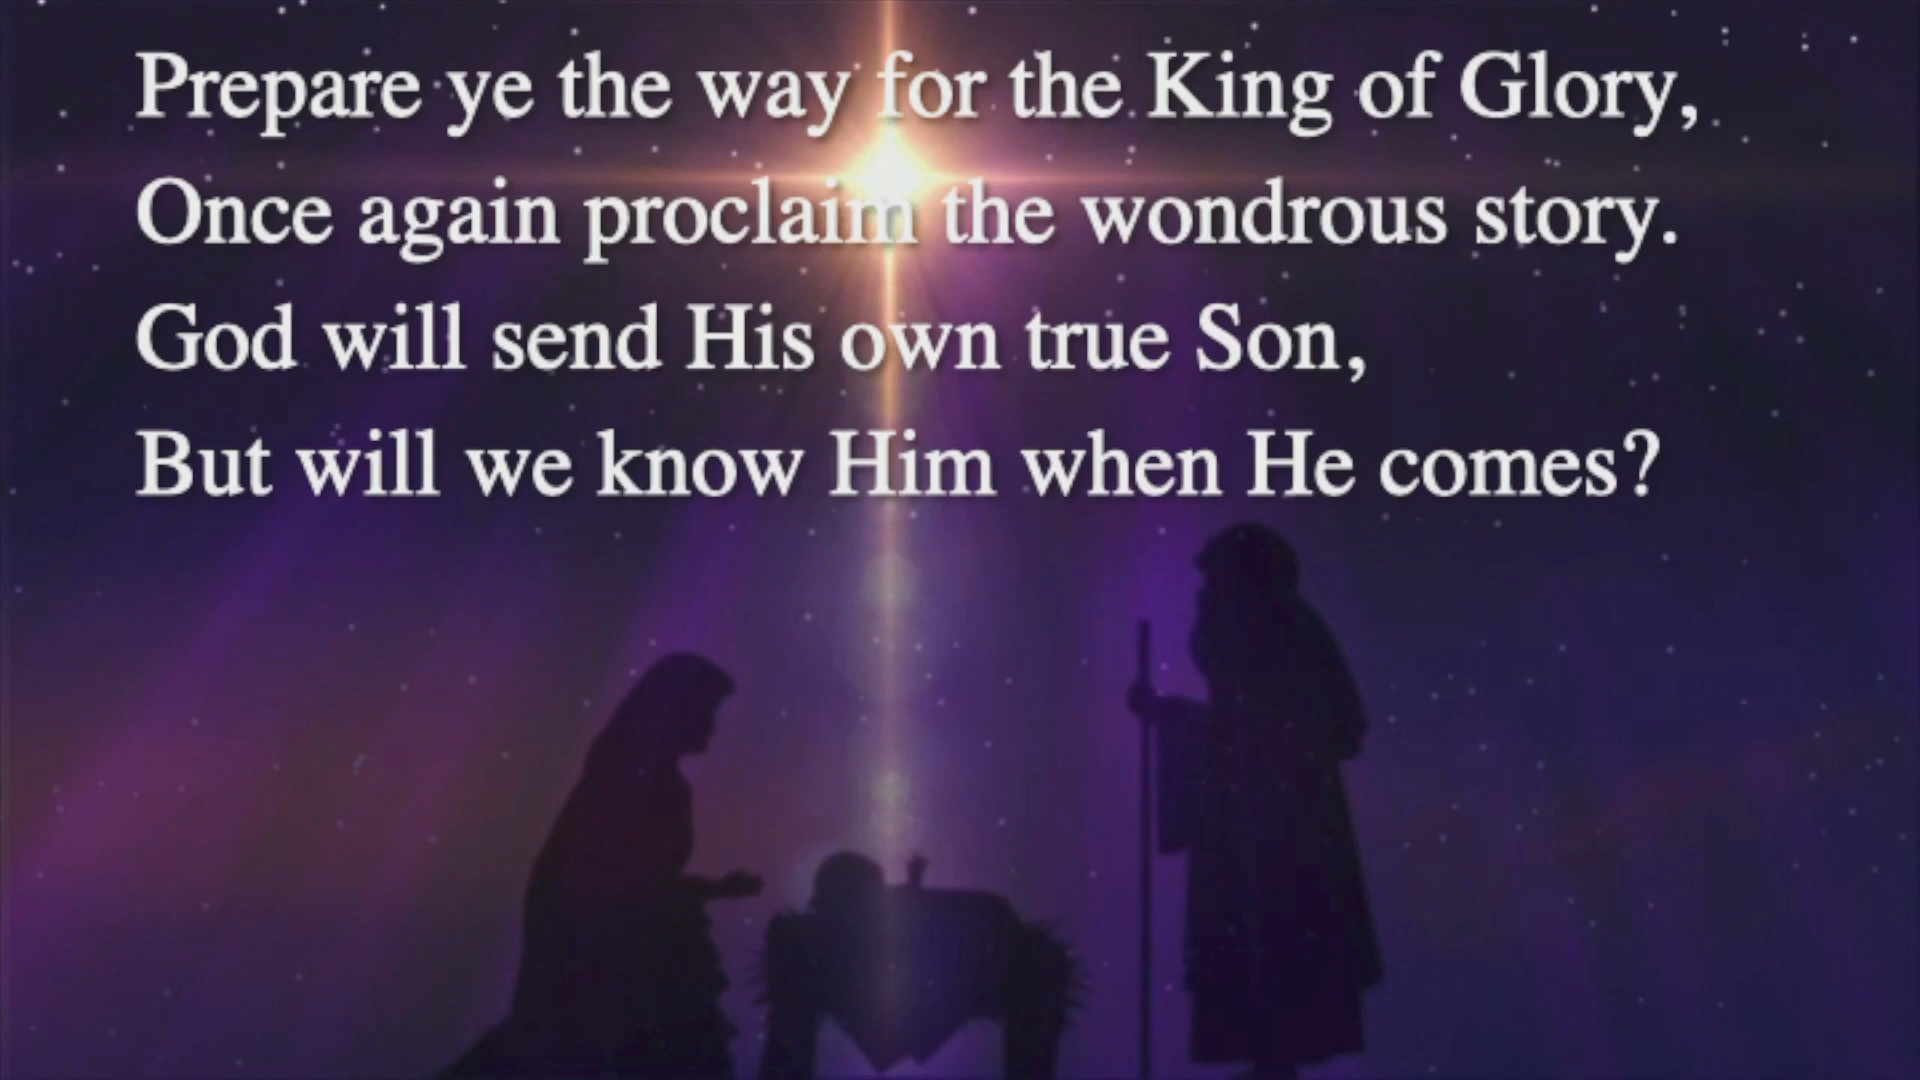 Prepare ye the way for the King of Glory,
Once again proclaim the wondrous story.
God will send His own true Son,
But will we know Him when He comes?